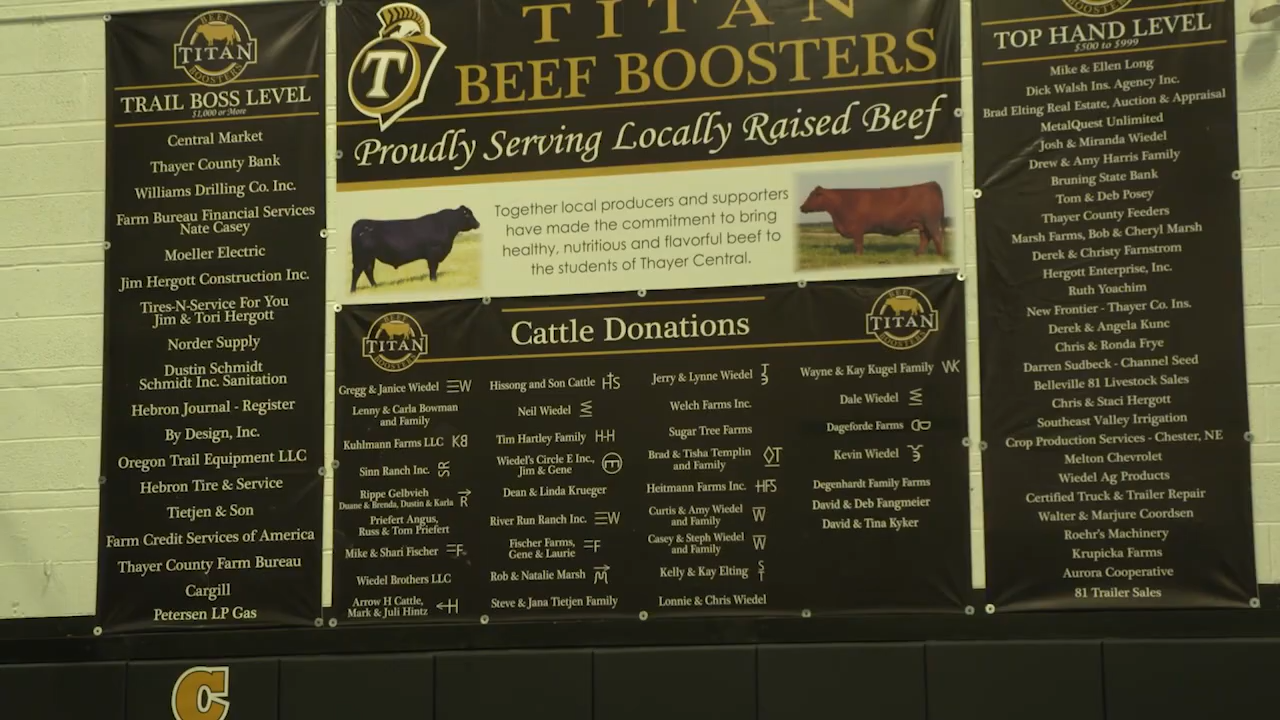 BEEF
TITAN
BOOSTERS
TRAIL BOSS LEVEL
$1,000 or More
Central Market
Thayer County Bank
Williams Drilling Co. Inc.
Farm Bureau Financial Services
Nate Casey
Moeller Electric
Jim Hergott Construction Inc.
Tires-N-Service For You
Jim & Tori Hergott
Norder Supply
Dustin Schmidt
Schmidt Inc. Sanitation
Hebron Journal - Register
By Design, Inc.
Oregon Trail Equipment LLC
Hebron Tire & Service
Tietjen & Son
Farm Credit Services of America
Thayer County Farm Bureau
Cargill
Petersen LP Gas
T
TITAN
BEEF BOOSTERS
Proudly Serving Locally Raised Beef
Together local producers and supporters
have made the commitment to bring
healthy, nutritious and flavorful beef to
the students of Thayer Central.
BEEF
TITAN
BOOSTERS
Cattle Donations
BEEF
TITAN
BOOSTERS
Gregg & Janice Wiedel
Lenny & Carla Bowman
and Family
Kuhlmann Farms LLC KB
Sinn Ranch Inc. SR
Rippe Gelbvieh
Duane & Brenda, Dustin & Karla R
Priefert Angus,
Russ & Tom Priefert
Mike & Shari Fischer F
Wiedel Brothers LLC
Arrow H Cattle,
Mark & Juli Hintz H
Hissong and Son Cattle HS
Neil Wiedel
Tim Hartley Family H-H
Wiedel's Circle E Inc,
Jim & Gene E
Dean & Linda Krueger
River Run Ranch Inc. W
Fischer Farms,
Gene & Laurie F
Rob & Natalie Marsh M
Steve & Jana Tietjen Family
Jerry & Lynne Wiedel
Welch Farms Inc.
Sugar Tree Farms
Brad & Tisha Templin
and Family
Heitmann Farms Inc. HFS
Curtis & Amy Wiedel
and Family W
Casey & Steph Wiedel
and Family W
Kelly & Kay Elting
Lonnie & Chris Wiedel
Wayne & Kay Kugel Family WK
Dale Wiedel
Dageforde Farms
Kevin Wiedel
Degenhardt Family Farms
David & Deb Fangmeier
David & Tina Kyker
BOOSTERS
TOP HAND LEVEL
$500 to $999
Mike & Ellen Long
Dick Walsh Ins. Agency Inc.
Brad Elting Real Estate, Auction & Appraisal
MetalQuest Unlimited
Josh & Miranda Wiedel
Drew & Amy Harris Family
Bruning State Bank
Tom & Deb Posey
Thayer County Feeders
Marsh Farms, Bob & Cheryl Marsh
Derek & Christy Farnstrom
Hergott Enterprise, Inc.
Ruth Yoachim
New Frontier - Thayer Co. Ins.
Derek & Angela Kunc
Chris & Ronda Frye
Darren Sudbeck - Channel Seed
Belleville 81 Livestock Sales
Chris & Staci Hergott
Southeast Valley Irrigation
Crop Production Services - Chester, NE
Melton Chevrolet
Wiedel Ag Products
Certified Truck & Trailer Repair
Walter & Marjure Coordsen
Roehr's Machinery
Krupicka Farms
Aurora Cooperative
81 Trailer Sales
C